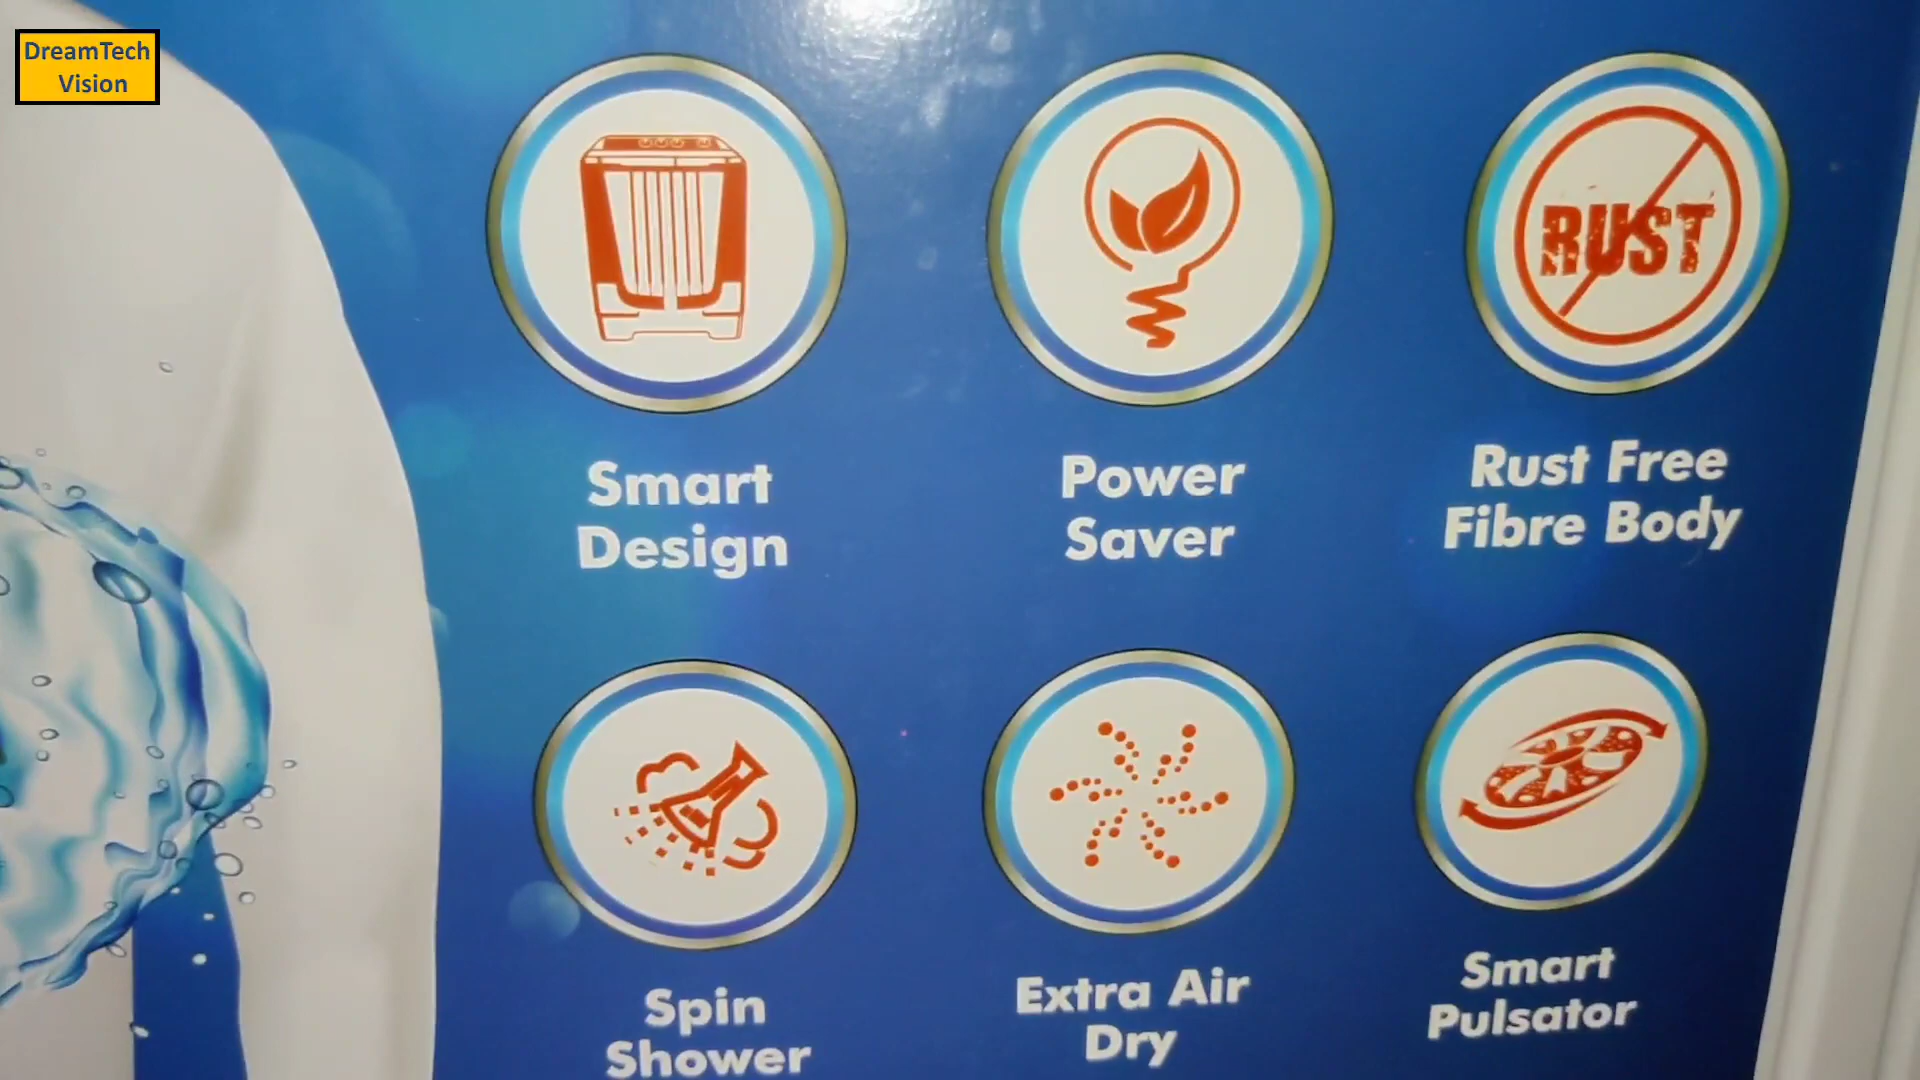 DreamTech
Vision
RUST
Smart
Design
Power
Saver
Rust Free
Fibre Body
Spin
Shower
Extra Air
Dry
Smart
Pulsator